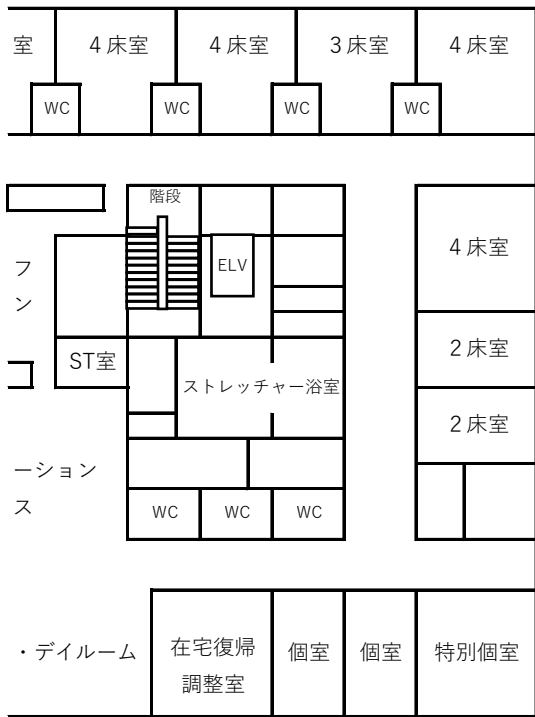 室
4床室
4床室
3床室
4床室
WC
WC
WC
WC
階段
ELV
4床室
フ
ン
ST室
ストレッチャー浴室
2床室
2床室
ーション
ス
WC
WC
WC
・デイルーム
在宅復帰
調整室
個室
個室
特別個室